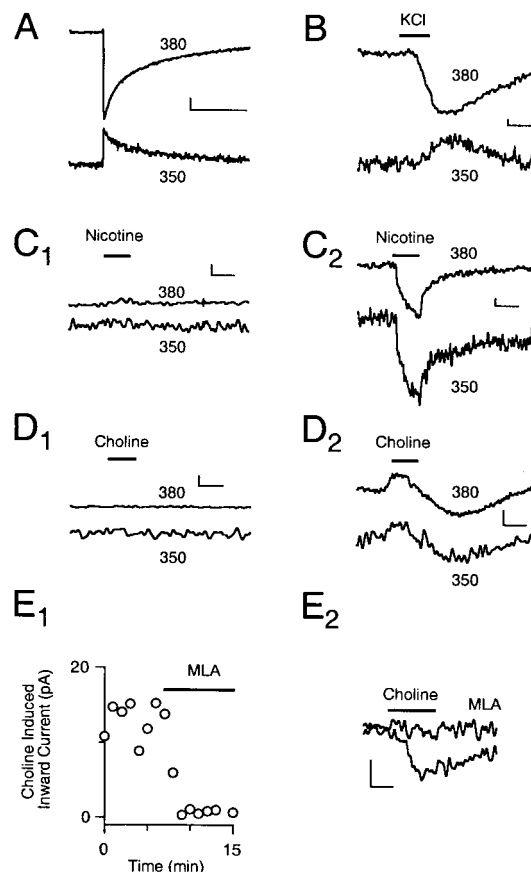 A
380
350
B
KCl
380
350
C1
Nicotine
380
350
C2
Nicotine
380
350
D1
Choline
380
350
D2
Choline
380
350
E1
20
MLA
Choline Induced
Inward Current (pA)
0
0
15
Time (min)
E2
Choline
MLA